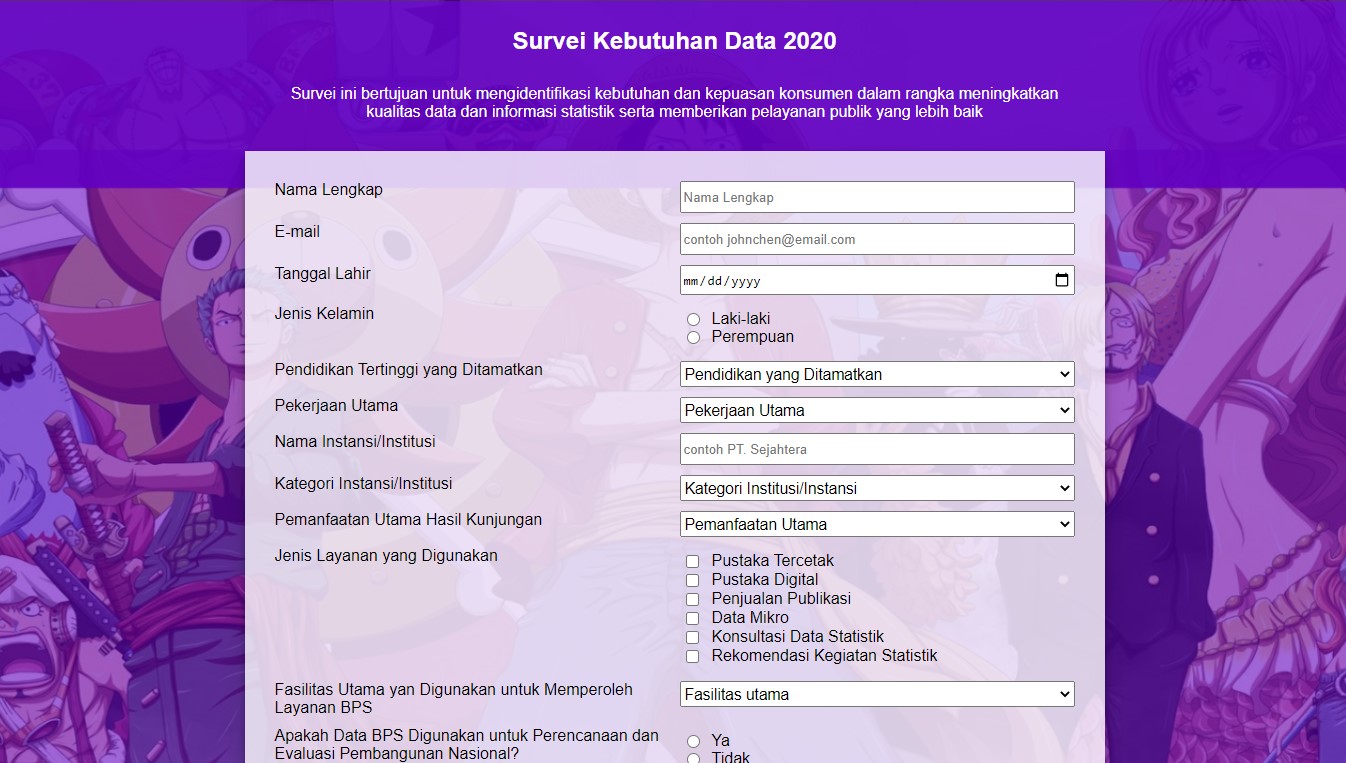 Survei Kebutuhan Data 2020
Survei ini bertujuan untuk mengidentifikasi kebutuhan dan kepuasan konsumen dalam rangka meningkatkan
kualitas data dan informasi statistik serta memberikan pelayanan publik yang lebih baik
Nama Lengkap
Nama Lengkap
E-mail
contoh johnchen@email.com
Tanggal Lahir
mm/dd/yyyy
Jenis Kelamin
Laki-laki
Perempuan
Pendidikan Tertinggi yang Ditamatkan
Pendidikan yang Ditamatkan
Pekerjaan Utama
Pekerjaan Utama
Nama Instansi/Institusi
contoh PT. Sejahtera
Kategori Instansi/Institusi
Kategori Institusi/Instansi
Pemanfaatan Utama Hasil Kunjungan
Pemanfaatan Utama
Jenis Layanan yang Digunakan
Pustaka Tercetak
Pustaka Digital
Penjualan Publikasi
Data Mikro
Konsultasi Data Statistik
Rekomendasi Kegiatan Statistik
Fasilitas Utama yan Digunakan untuk Memperoleh
Layanan BPS
Fasilitas utama
Apakah Data BPS Digunakan untuk Perencanaan dan
Evaluasi Pembangunan Nasional?
Ya
Tidak